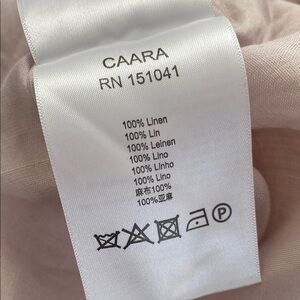 CAARA
RN 151041
100% Linen
100% Lin
100% Leinen
100% Lino
100% Linho
100% Lino
麻布100%
100%亚麻
P